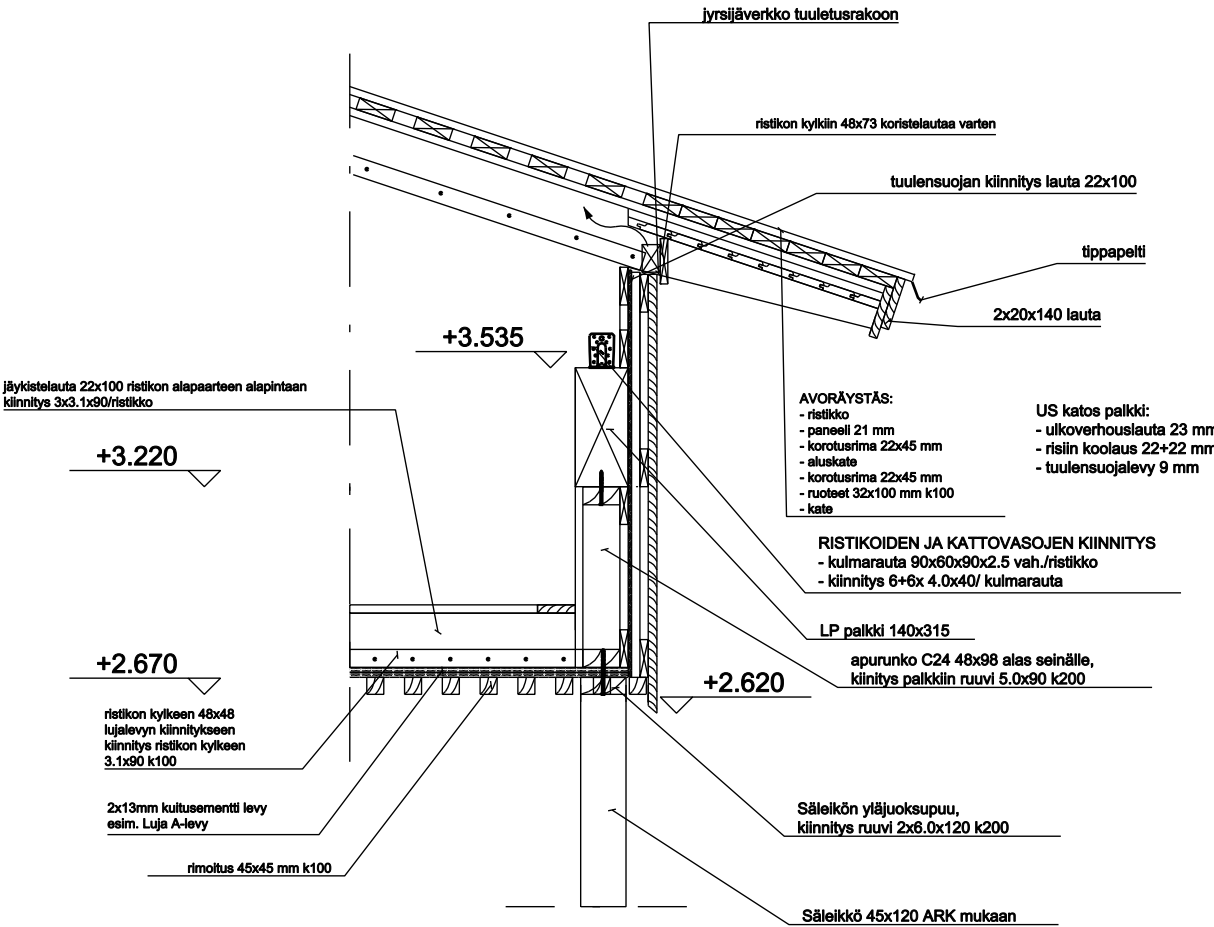 jyrsijäverkko tuuletusrakoon
ristikon kylkiin 48x73 koristelautaa varten
tuulensuojan kiinnitys lauta 22x100
tippapelti
2x20x140 lauta
+3.535
jäykistelauta 22x100 ristikon alapaarteen alapintaan
kiinnitys 3x3.1x90/ristikko
AVORÄYSTÄS:
- ristikko
- paneeli 21 mm
- korotusrima 22x45 mm
- aluskate
- korotusrima 22x45 mm
- ruoteet 32x100 mm k100
- kate
US katos palkki:
- ulkoverhouslauta 23 mm
- risiin koolaus 22+22 mm
- tuulensuojalevy 9 mm
+3.220
RISTIKOIDEN JA KATTOVASOJEN KIINNITYS
- kulmarauta 90x60x90x2.5 vah./ristikko
- kiinnitys 6+6x 4.0x40/ kulmarauta
LP palkki 140x315
apurunko C24 48x98 alas seinälle,
kiinitys palkkiin ruuvi 5.0x90 k200
+2.670
+2.620
ristikon kylkeen 48x48
lujalevyn kiinnitykseen
kiinnitys ristikon kylkeen
3.1x90 k100
2x13mm kuitusementti levy
esim. Luja A-levy
rimoitus 45x45 mm k100
Säleikön yläjuoksupuu,
kiinnitys ruuvi 2x6.0x120 k200
Säleikkö 45x120 ARK mukaan